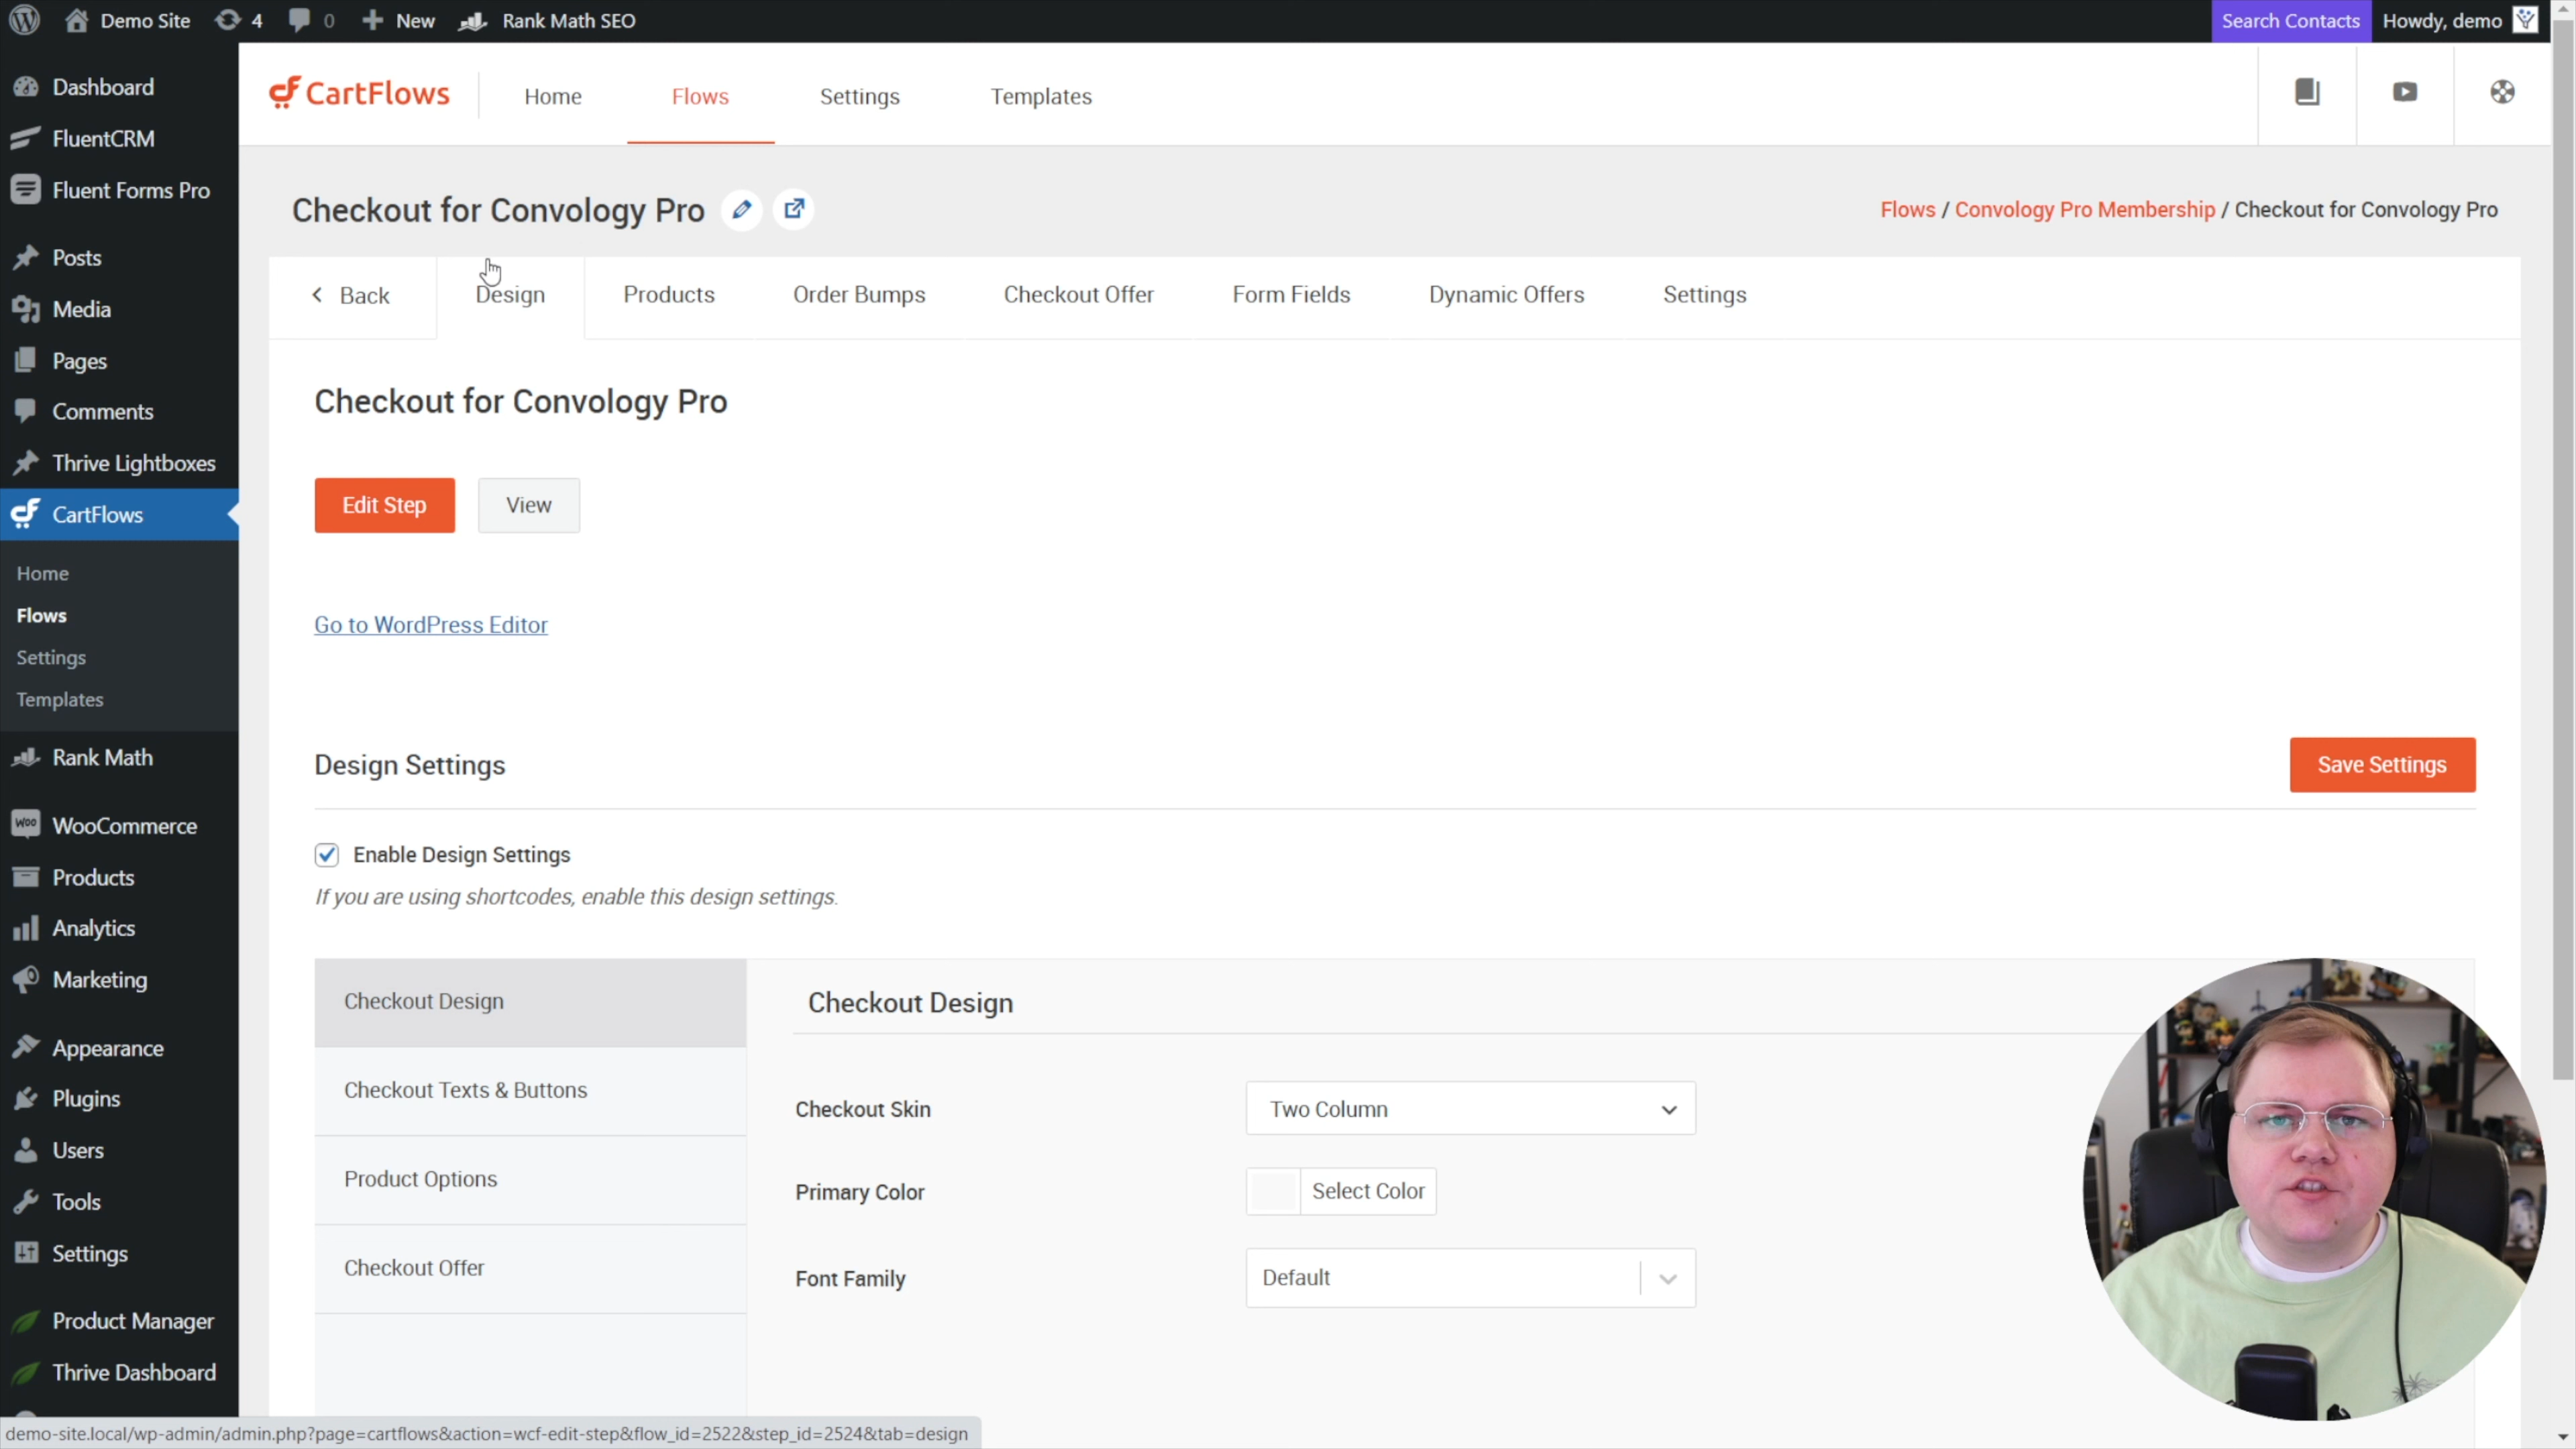 Demo Site 4 0 New Rank Math SEO Search Contacts Howdy, demo
Dashboard
FluentCRM
Fluent Forms Pro
Posts
Media
Pages
Comments
Thrive Lightboxes
CartFlows
Home
Flows
Settings
Templates
Rank Math
WooCommerce
Products
Analytics
Marketing
Appearance
Plugins
Users
Tools
Settings
Product Manager
Thrive Dashboard
CartFlows Home Flows Settings Templates
Checkout for Convology Pro
Flows / Convology Pro Membership / Checkout for Convology Pro
Back Design Products Order Bumps Checkout Offer Form Fields Dynamic Offers Settings
Checkout for Convology Pro
Edit Step View
Go to WordPress Editor
Design Settings Save Settings
Enable Design Settings
If you are using shortcodes, enable this design settings.
Checkout Design
Checkout Texts & Buttons
Product Options
Checkout Offer
Checkout Design
Checkout Skin Two Column
Primary Color Select Color
Font Family Default
demo-site.local/wp-admin/admin.php?page=cartflows&action=wcf-edit-step&flow_id=2522&step_id=2524&tab=design